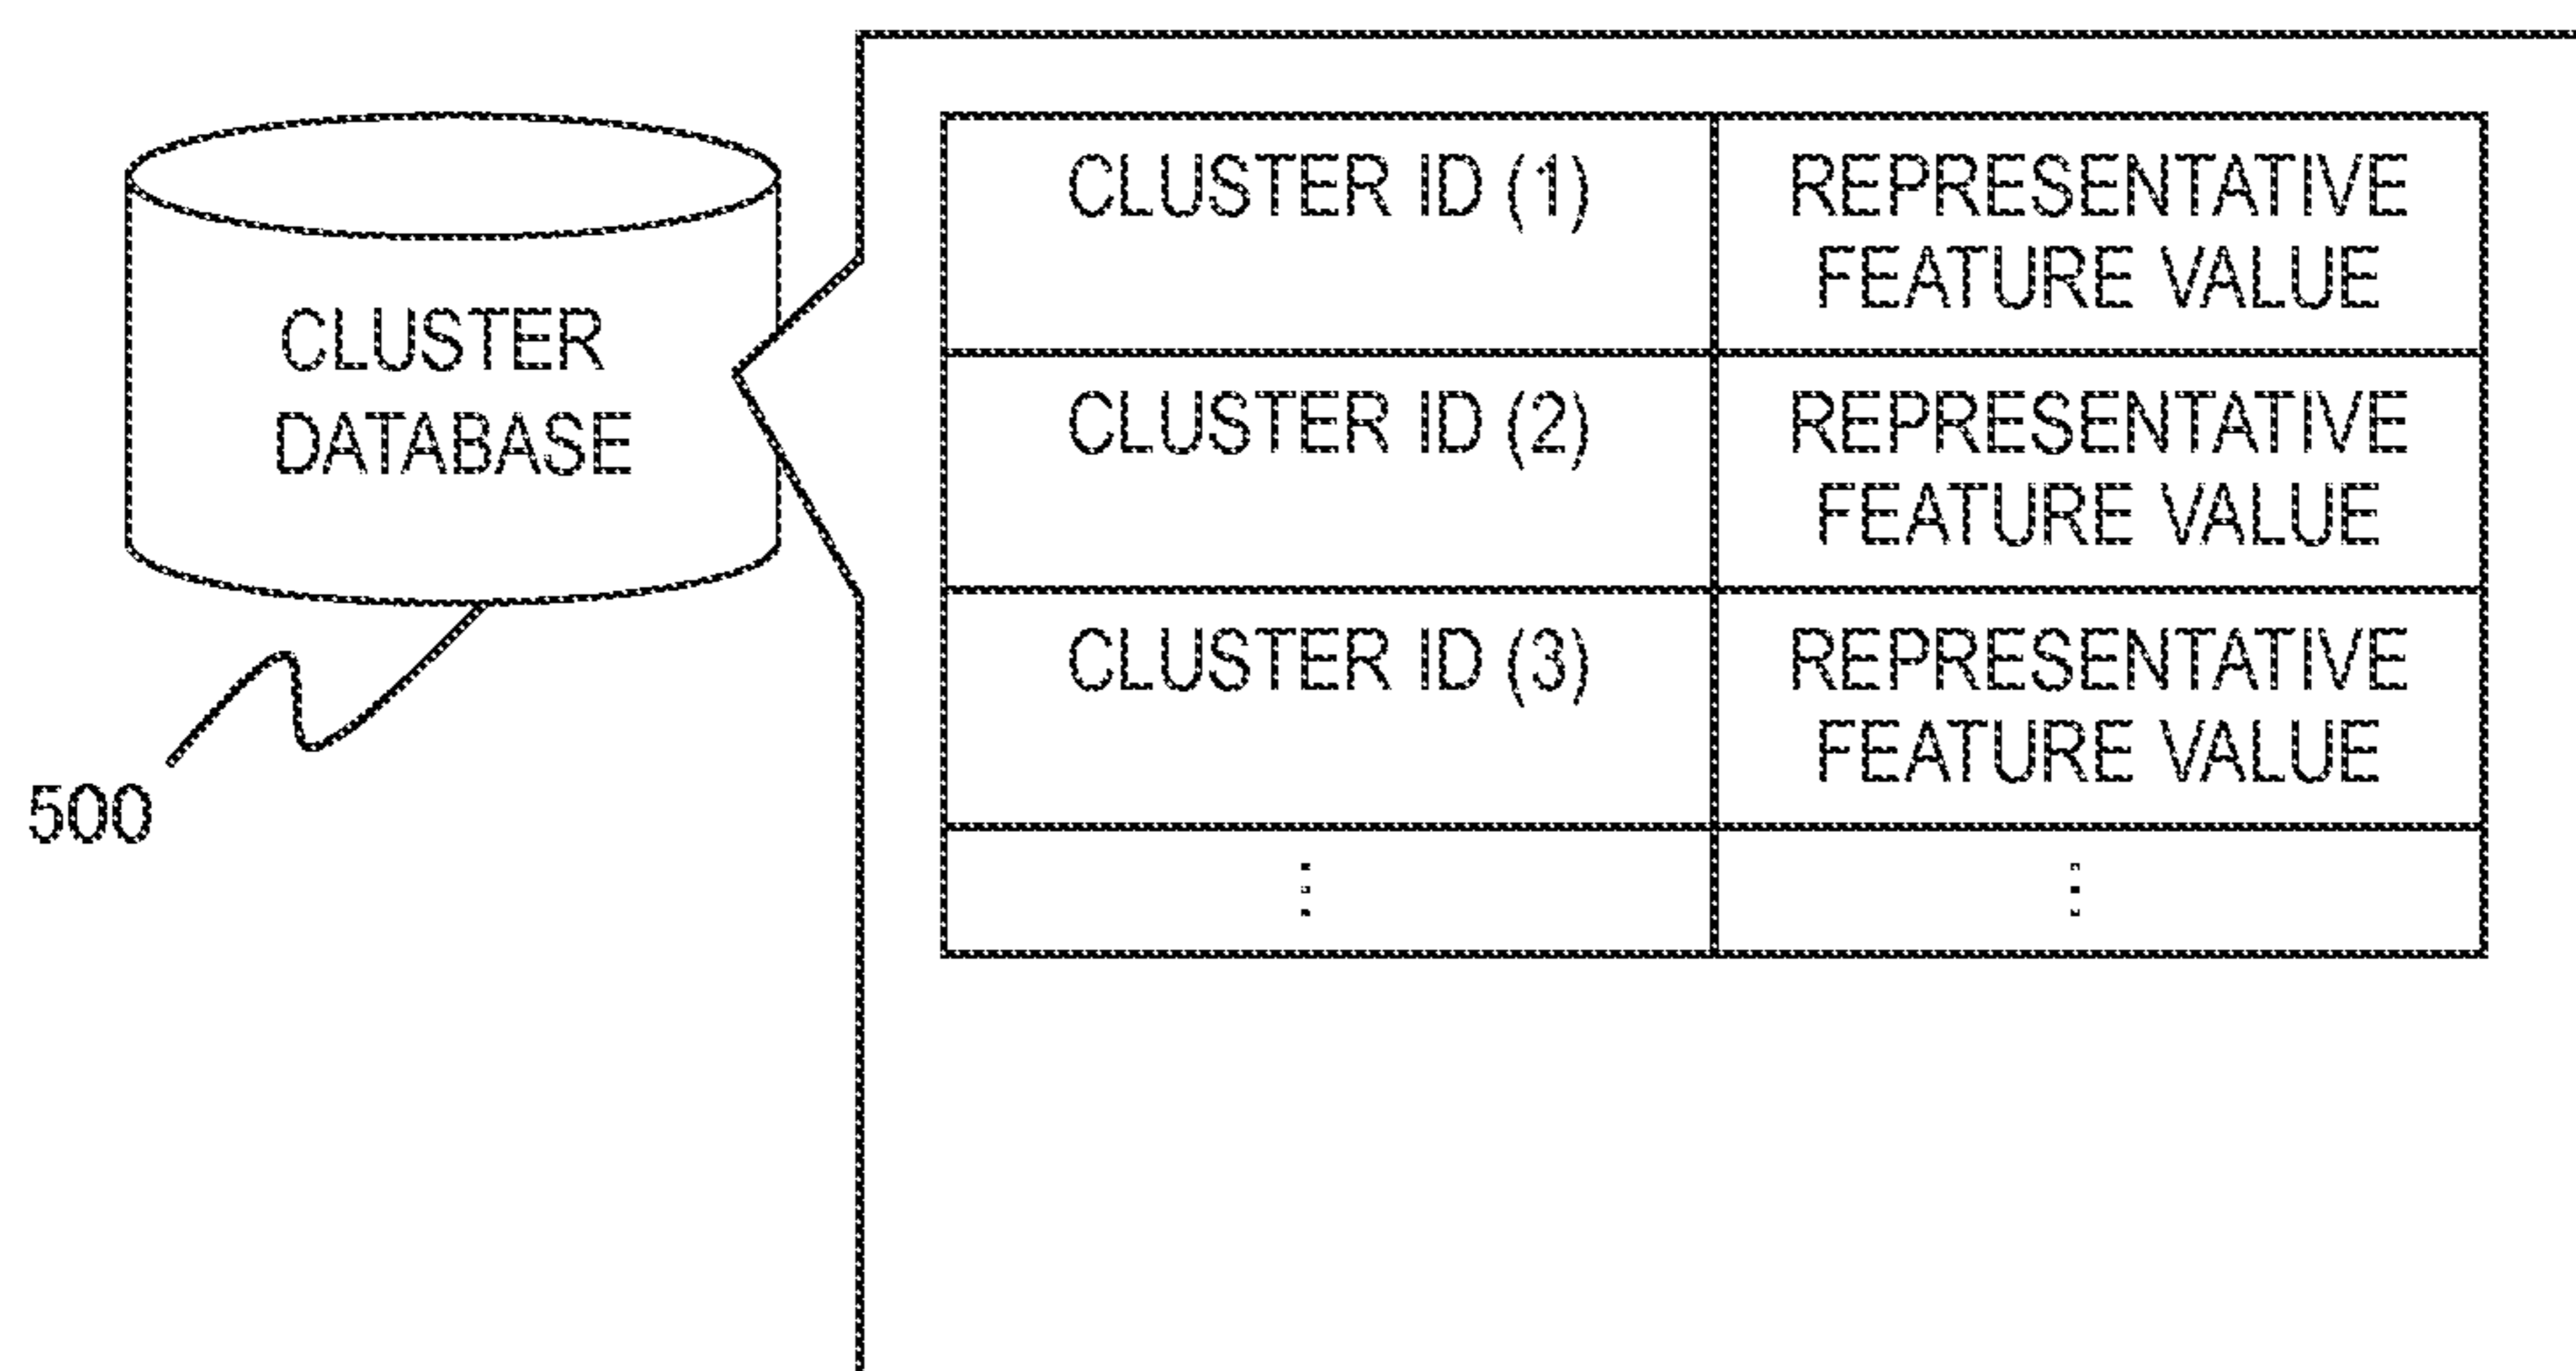 CLUSTER
DATABASE
500
CLUSTER ID (1)
REPRESENTATIVE
FEATURE VALUE
CLUSTER ID (2)
REPRESENTATIVE
FEATURE VALUE
CLUSTER ID (3)
REPRESENTATIVE
FEATURE VALUE